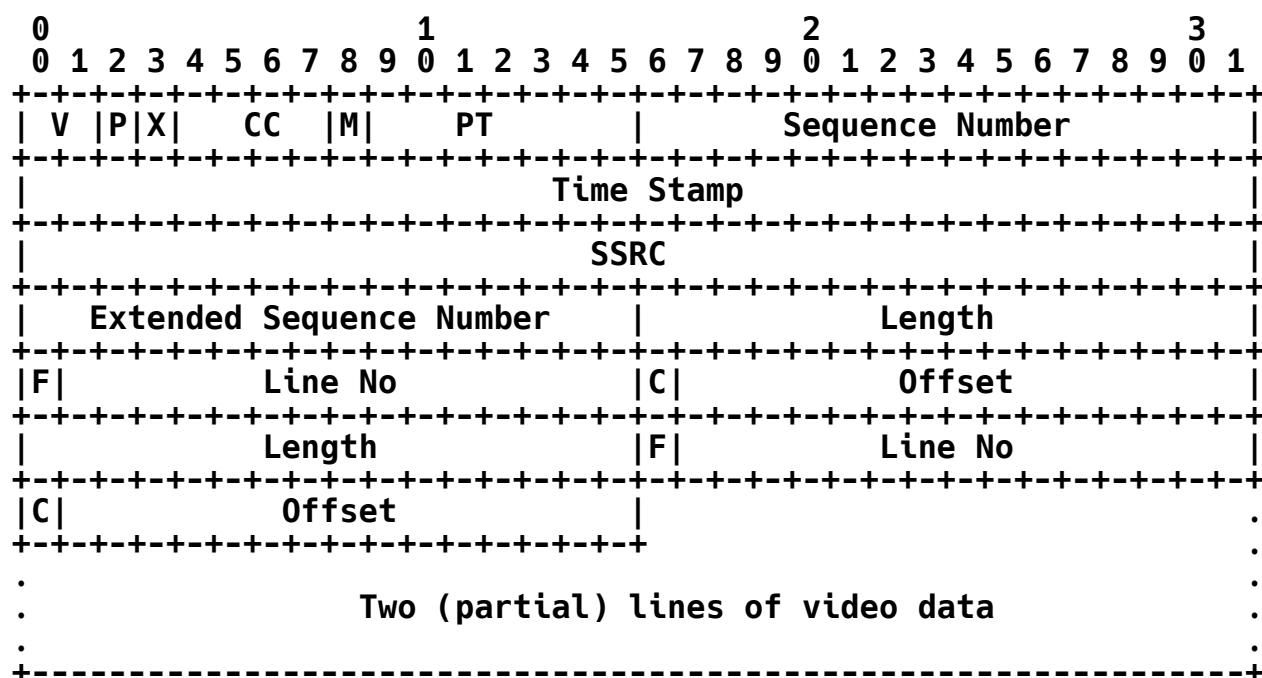 0                   1                   2                   3
 0 1 2 3 4 5 6 7 8 9 0 1 2 3 4 5 6 7 8 9 0 1 2 3 4 5 6 7 8 9 0 1
+-+-+-+-+-+-+-+-+-+-+-+-+-+-+-+-+-+-+-+-+-+-+-+-+-+-+-+-+-+-+-+-+
| V |P|X|   CC  |M|    PT       |       Sequence Number         |
+-+-+-+-+-+-+-+-+-+-+-+-+-+-+-+-+-+-+-+-+-+-+-+-+-+-+-+-+-+-+-+-+
|                           Time Stamp                          |
+-+-+-+-+-+-+-+-+-+-+-+-+-+-+-+-+-+-+-+-+-+-+-+-+-+-+-+-+-+-+-+-+
|                             SSRC                              |
+-+-+-+-+-+-+-+-+-+-+-+-+-+-+-+-+-+-+-+-+-+-+-+-+-+-+-+-+-+-+-+-+
|   Extended Sequence Number    |            Length             |
+-+-+-+-+-+-+-+-+-+-+-+-+-+-+-+-+-+-+-+-+-+-+-+-+-+-+-+-+-+-+-+-+
|F|          Line No            |C|           Offset            |
+-+-+-+-+-+-+-+-+-+-+-+-+-+-+-+-+-+-+-+-+-+-+-+-+-+-+-+-+-+-+-+-+
|            Length             |F|          Line No            |
+-+-+-+-+-+-+-+-+-+-+-+-+-+-+-+-+-+-+-+-+-+-+-+-+-+-+-+-+-+-+-+-+
|C|           Offset            |                               .
+-+-+-+-+-+-+-+-+-+-+-+-+-+-+-+-+                               .
.                                                               .
.                 Two (partial) lines of video data             .
.                                                               .
+---------------------------------------------------------------+